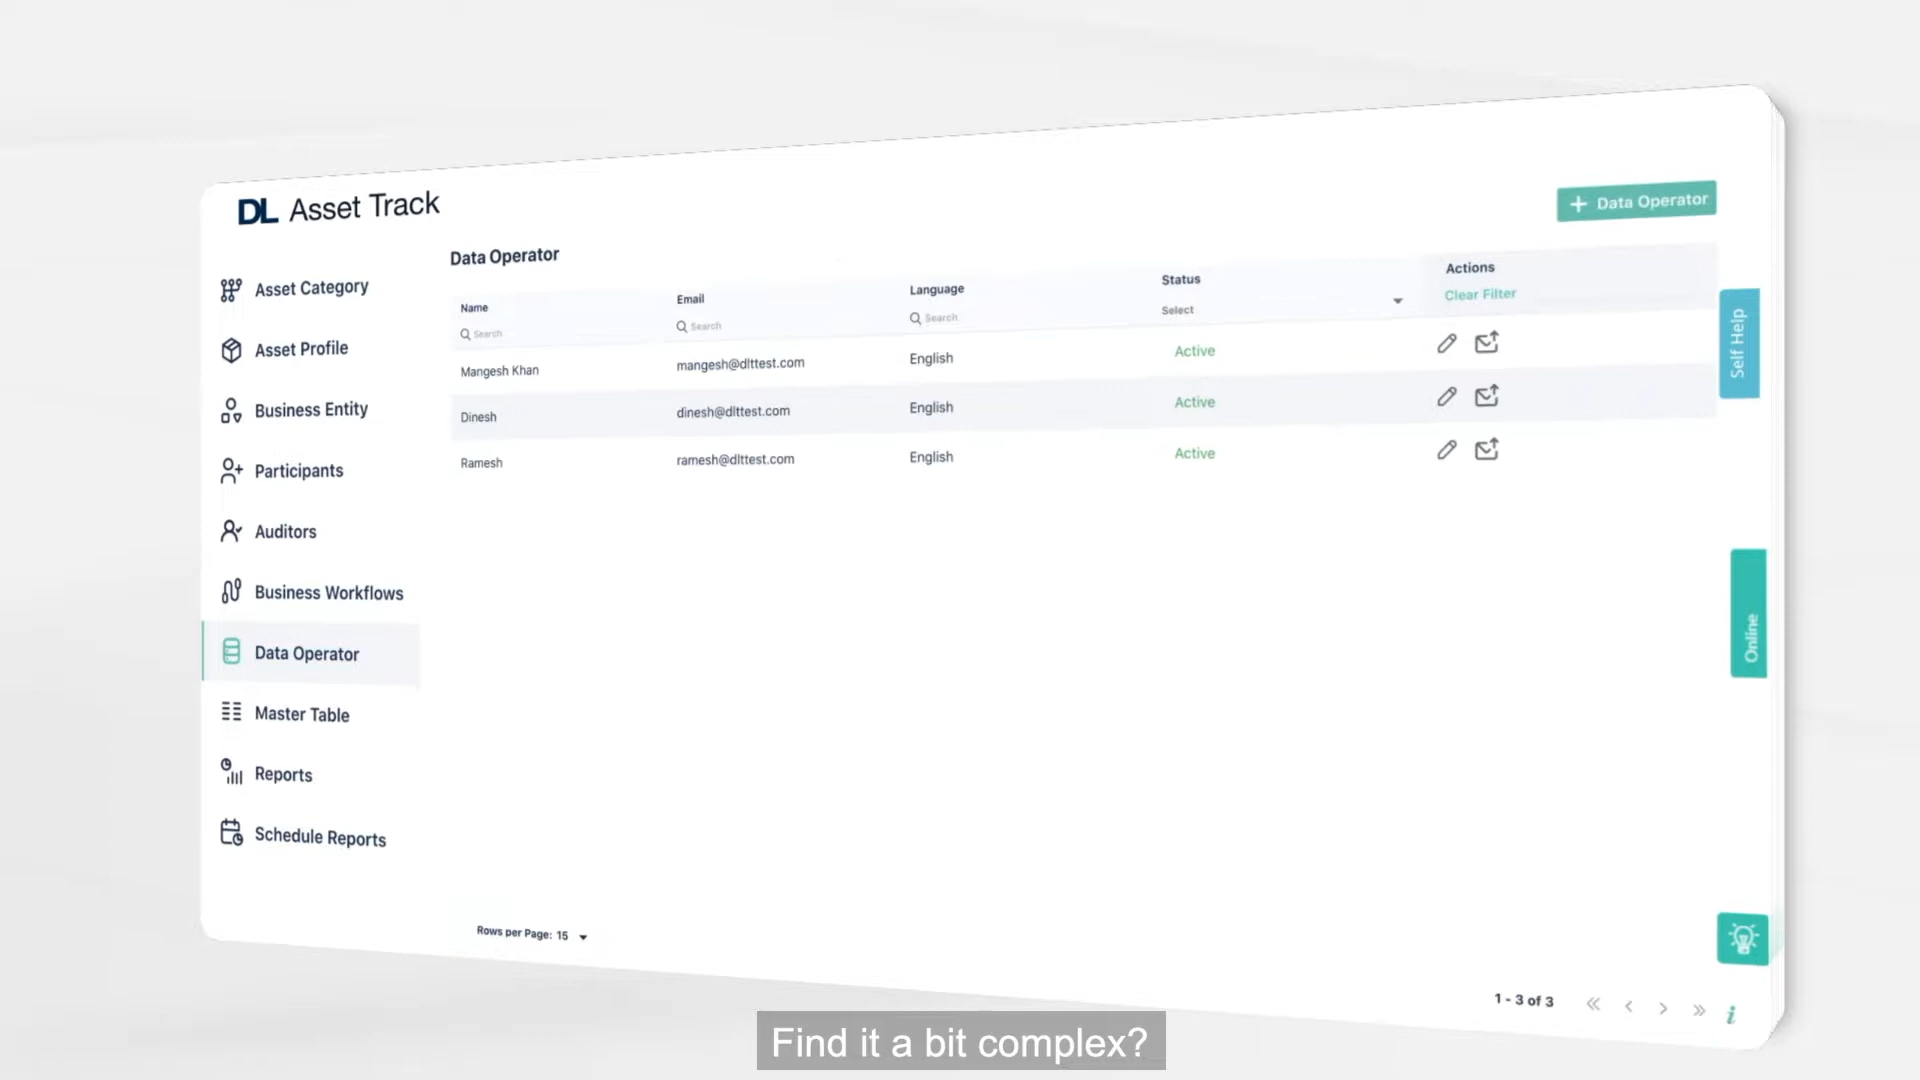 DL Asset Track
+ Data Operator
Asset Category
Asset Profile
Business Entity
Participants
Auditors
Business Workflows
Data Operator
Master Table
Reports
Schedule Reports
Data Operator
Name Email Language Status Actions
Search Search Search Select Clear Filter
Mangesh Khan mangesh@dlttest.com English Active
Dinesh dinesh@dlttest.com English Active
Ramesh ramesh@dlttest.com English Active
Self Help
Online
Rows per Page: 15
1 - 3 of 3
i
Find it a bit complex?